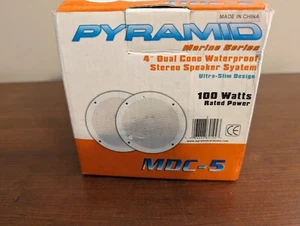 MADE IN CHINA
PYRAMID
Marine Series
4" Dual Cone Waterproof
Stereo Speaker System
Ultra-Slim Design
100 Watts
Rated Power
CE
MDC-5